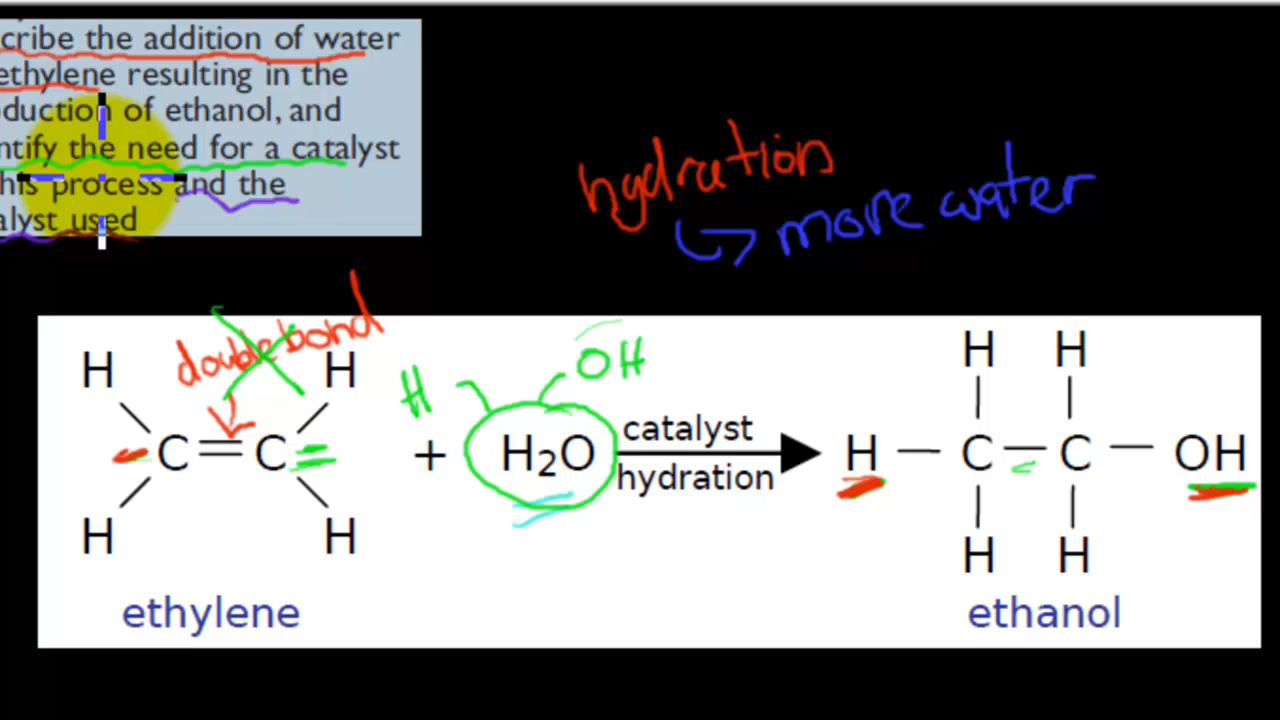 cribe the addition of water
ethylene resulting in the
duction of ethanol, and
ntify the need for a catalyst
his process and the
alyst used
hydration
↳ more water
double bond
H H H H
H OH
C = C + H₂O catalyst hydration H — C — C — OH
H H H H
ethylene ethanol